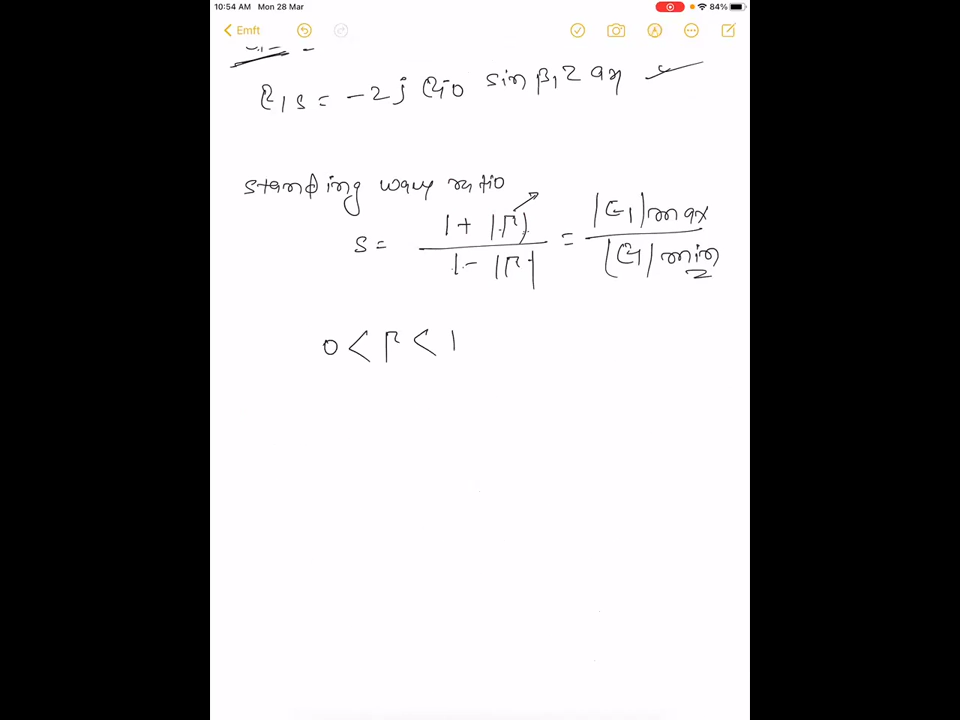 10:54 AM Mon 28 Mar 84%
Emft
E1s = -2j Ei0 sin β1z ax
standing wave ratio
s = 1 + |Γ| / 1 - |Γ| = |E1| max / |E1| min
0 < Γ < 1